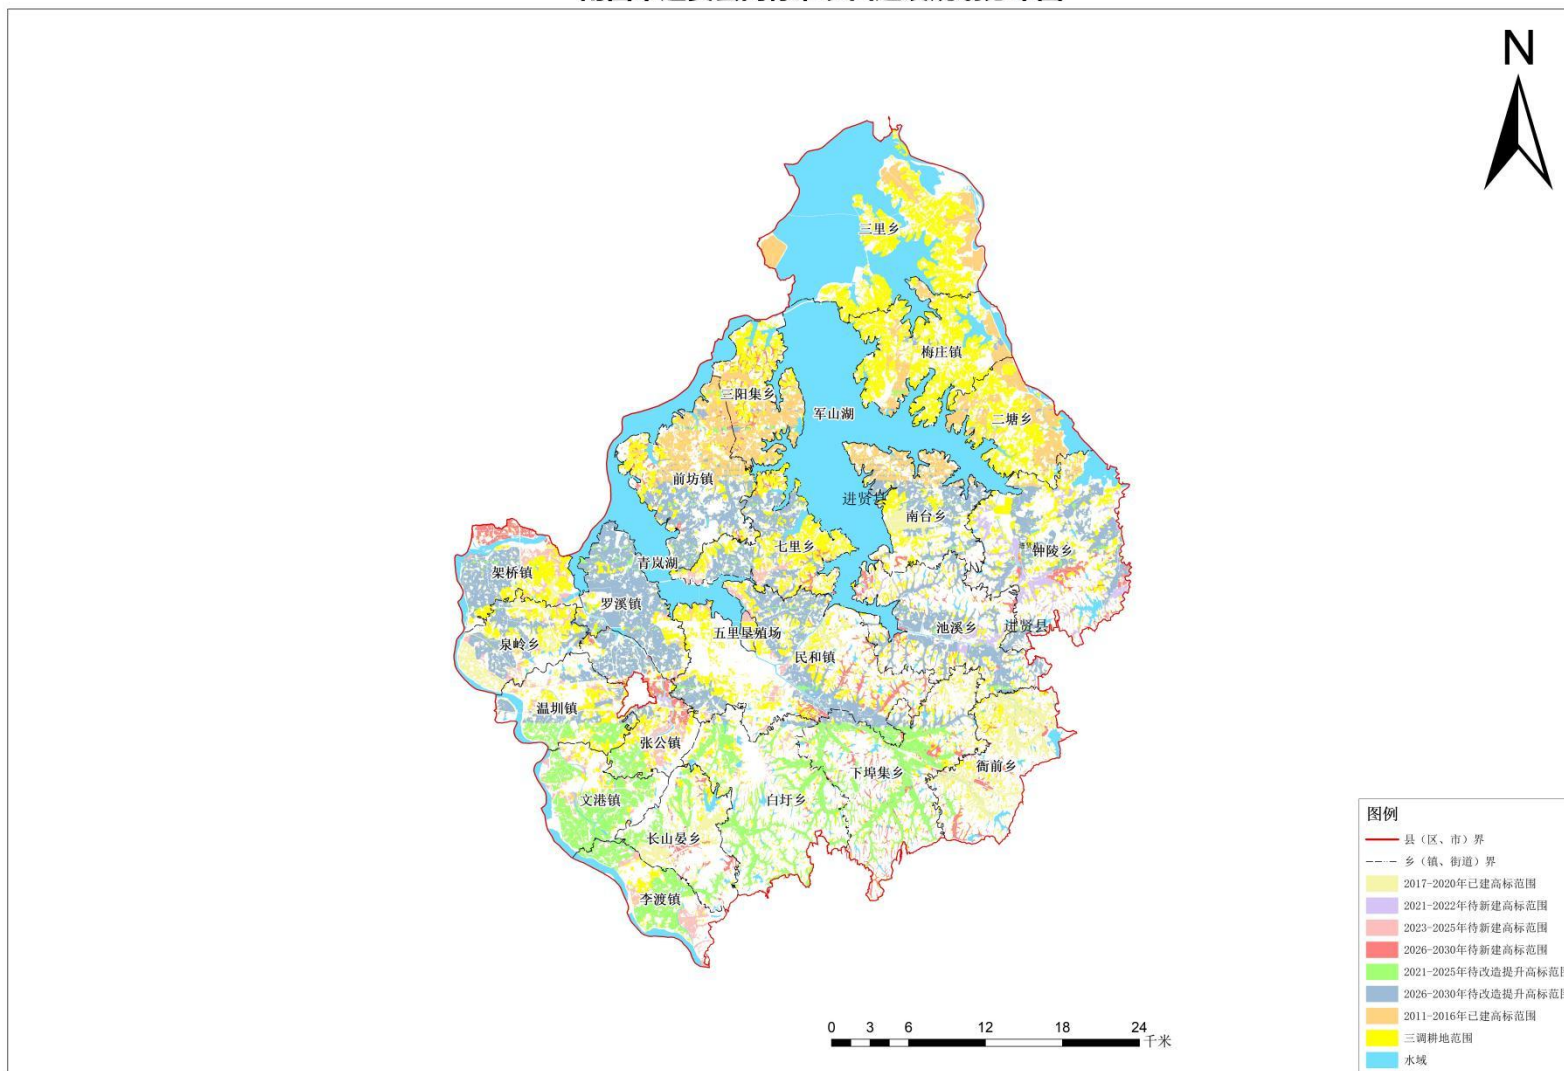 N
三里乡
梅庄镇
三阳集乡
军山湖
二塘乡
前坊镇
进贤县
南台乡
七里乡
钟陵乡
青岚湖
架桥镇
罗溪镇
池溪乡
进贤县
五里垦殖场
泉岭乡
民和镇
温圳镇
张公镇
衙前乡
下埠集乡
文港镇
白圩乡
长山晏乡
李渡镇
图例
县（区、市）界
乡（镇、街道）界
2017-2020年已建高标范围
2021-2022年待新建高标范围
2023-2025年待新建高标范围
2026-2030年待新建高标范围
2021-2025年待改造提升高标范围
2026-2030年待改造提升高标范围
2011-2016年已建高标范围
三调耕地范围
水域
0 3 6 12 18 24
千米